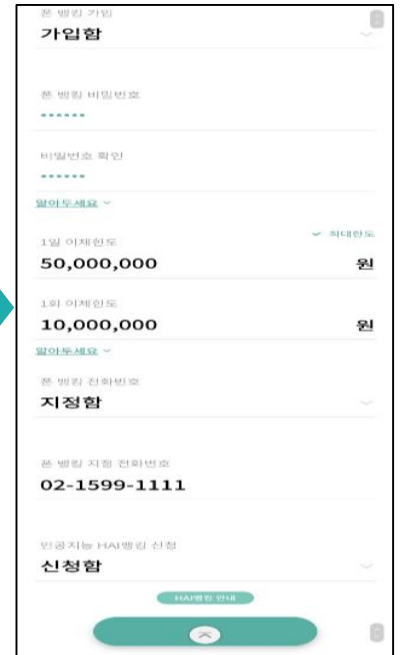 폰 뱅킹 가입
가입함
폰 뱅킹 비밀번호
••••••
비밀번호 확인
••••••
알아두세요
최대한도
1일 이체한도
50,000,000 원
1회 이체한도
10,000,000 원
알아두세요
폰 뱅킹 전화번호
지정함
폰 뱅킹 지정 전화번호
02-1599-1111
인공지능 HAI뱅킹 신청
신청함
HAI뱅킹 안내